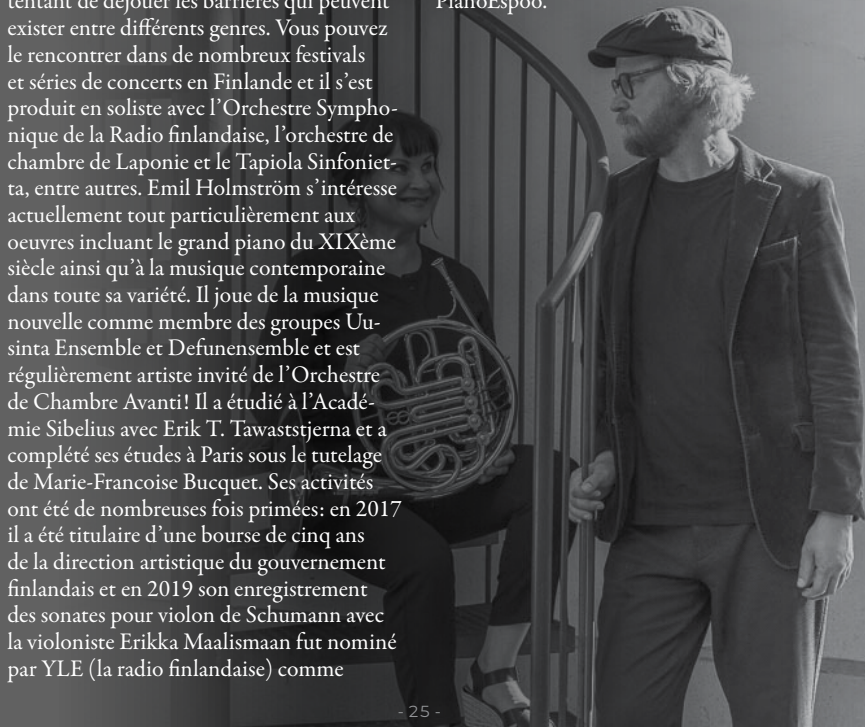 tentant de déjouer les barrières qui peuvent
exister entre différents genres. Vous pouvez
le rencontrer dans de nombreux festivals
et séries de concerts en Finlande et il s’est
produit en soliste avec l’Orchestre Sympho-
nique de la Radio finlandaise, l’orchestre de
chambre de Laponie et le Tapiola Sinfoniet-
ta, entre autres. Emil Holmström s’intéresse
actuellement tout particulièrement aux
oeuvres incluant le grand piano du XIXème
siècle ainsi qu’à la musique contemporaine
dans toute sa variété. Il joue de la musique
nouvelle comme membre des groupes Uu-
sinta Ensemble et Defunensemble et est
régulièrement artiste invité de l’Orchestre
de Chambre Avanti! Il a étudié à l’Acadé-
mie Sibelius avec Erik T. Tawaststjerna et a
complété ses études à Paris sous le tutelage
de Marie-Francoise Bucquet. Ses activités
ont été de nombreuses fois primées: en 2017
il a été titulaire d’une bourse de cinq ans
de la direction artistique du gouvernement
finlandais et en 2019 son enregistrement
des sonates pour violon de Schumann avec
la violoniste Erikka Maalismaan fut nominé
par YLE (la radio finlandaise) comme
PianoEspoo.
- 25 -